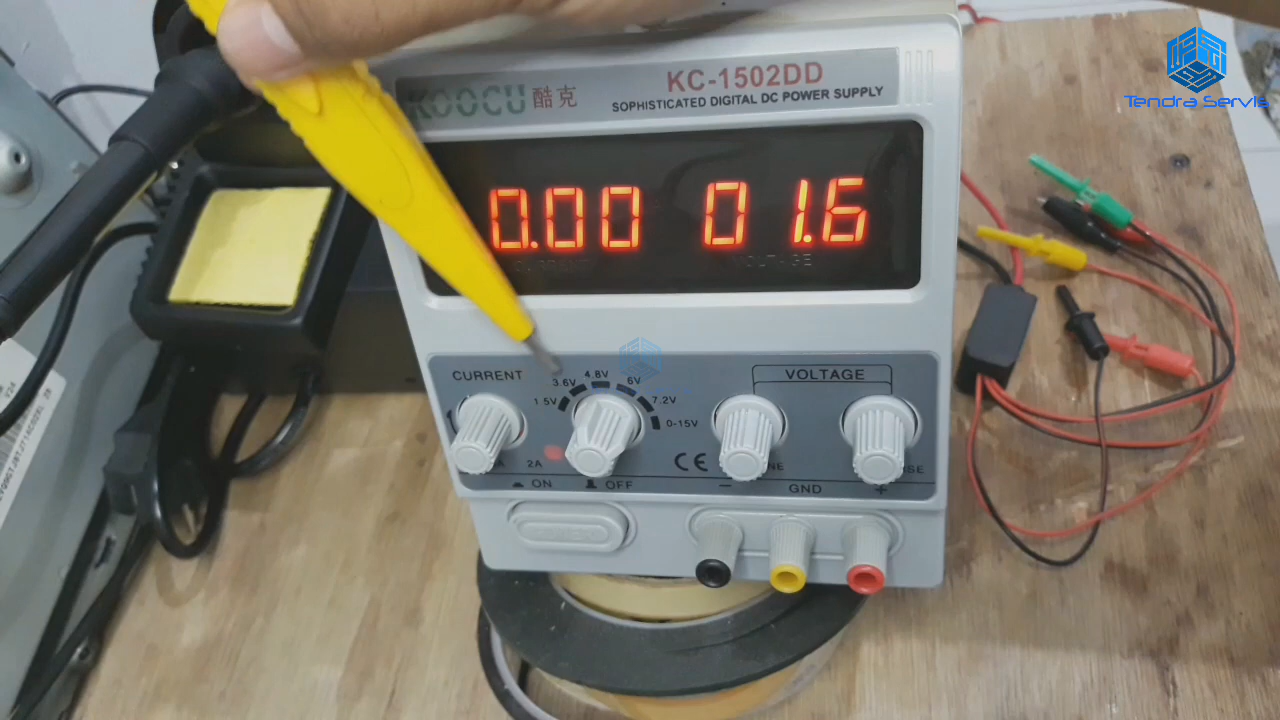 KOOCU 酷克
KC-1502DD
SOPHISTICATED DIGITAL DC POWER SUPPLY
Tendra Servis
0.00 01.6
VOLTAGE
CURRENT
1.5V
3.6V
4.8V
6V
7.2V
0-15V
VOLTAGE
2A
CE
ON
OFF
− GND +